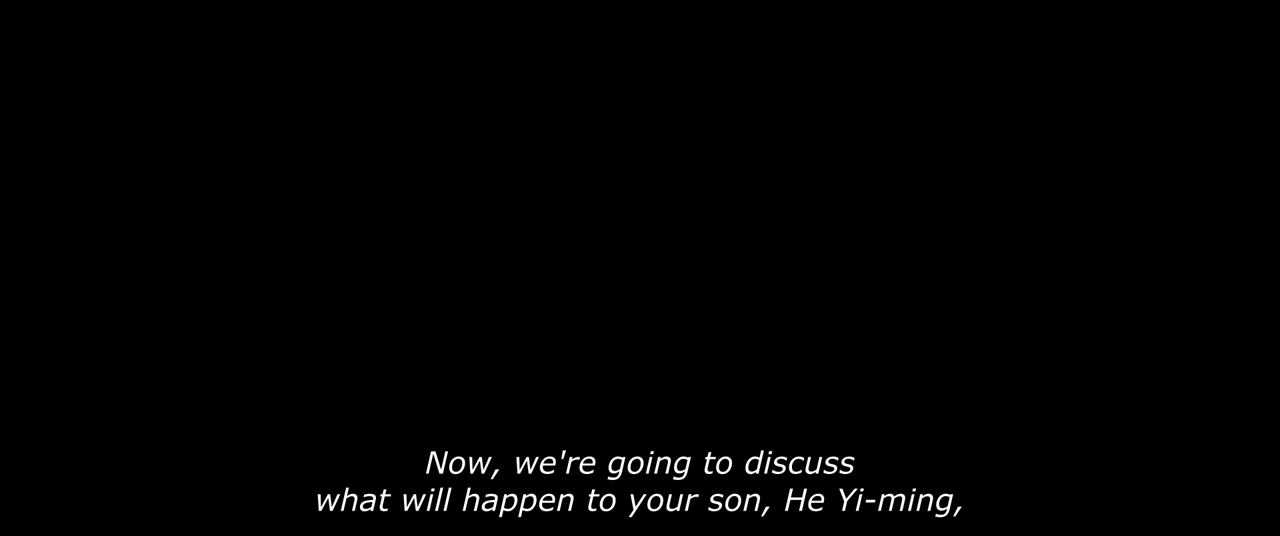 Now, we're going to discuss
what will happen to your son, He Yi-ming,